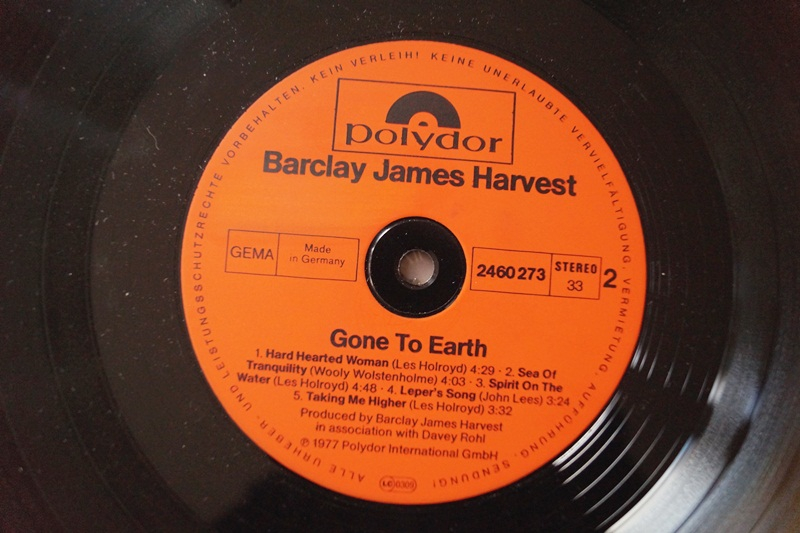 ALLE URHEBER- UND LEISTUNGSSCHUTZRECHTE VORBEHALTEN. KEIN VERLEIH! KEINE UNERLAUBTE VERVIELFÄLTIGUNG, VERMIETUNG, AUFFÜHRUNG, SENDUNG!
polydor
Barclay James Harvest
GEMA
Made
in Germany
2460 273
STEREO
33
2
Gone To Earth
1. Hard Hearted Woman (Les Holroyd) 4:29 · 2. Sea Of
Tranquility (Wooly Wolstenholme) 4:03 · 3. Spirit On The
Water (Les Holroyd) 4:48 · 4. Leper's Song (John Lees) 3:24
5. Taking Me Higher (Les Holroyd) 3:32
Produced by Barclay James Harvest
in association with Davey Rohl
℗ 1977 Polydor International GmbH
LC 0309